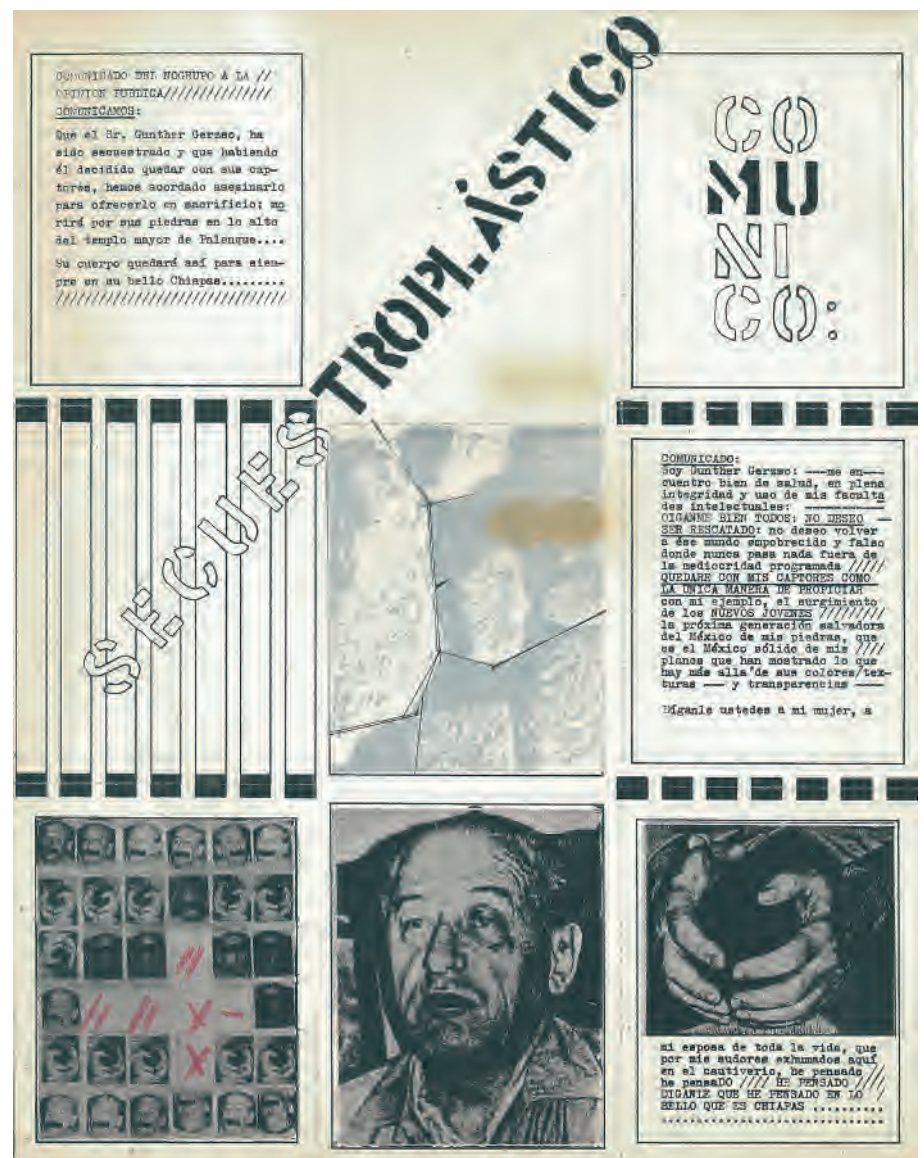 SECUESTROPLÁSTICO
COMUNICADO DEL NOGRUPO A LA //
OPINION PUBLICA///////////////
COMUNICAMOS:
Que el Sr. Gunther Gerzso, ha
sido secuestrado y que habiendo
él decidido quedar con sus cap-
tores, hemos acordado asesinarlo
para ofrecerlo en sacrificio; mo
rirá por sus piedras en lo alto
del templo mayor de Palenque....
Su cuerpo quedará así para siem-
pre en su bello Chiapas.........
////////////////////////////////
CO
MU
NI
CO:
COMUNICADO:
Soy Gunther Gerzso: ----me en----
cuentro bien de salud, en plena
integridad y uso de mis faculta
des intelectuales: ----------
OIGANME BIEN TODOS: NO DESEO —
SER RESCATADO: no deseo volver
a ése mundo empobrecido y falso
donde nunca pasa nada fuera de
la mediocridad programada /////
QUEDARE CON MIS CAPTORES COMO
LA UNICA MANERA DE PROPICIAR
con mi ejemplo, el surgimiento
de los NUEVOS JOVENES /////////
la próxima generación salvadora
del México de mis piedras, que
es el México sólido de mis ////
planos que han mostrado lo que
hay más alla de sus colores/tex-
turas ---- y transparencias ----
Díganle ustedes a mi mujer, a
mi esposa de toda la vida, que
por mis sudores exhumados aquí
en el cautiverio, he pensado
he pensaDO //// HE PENSADO ///
DIGANLE QUE HE PENSADO EN LO /
BELLO QUE ES CHIAPAS ..........
...............................